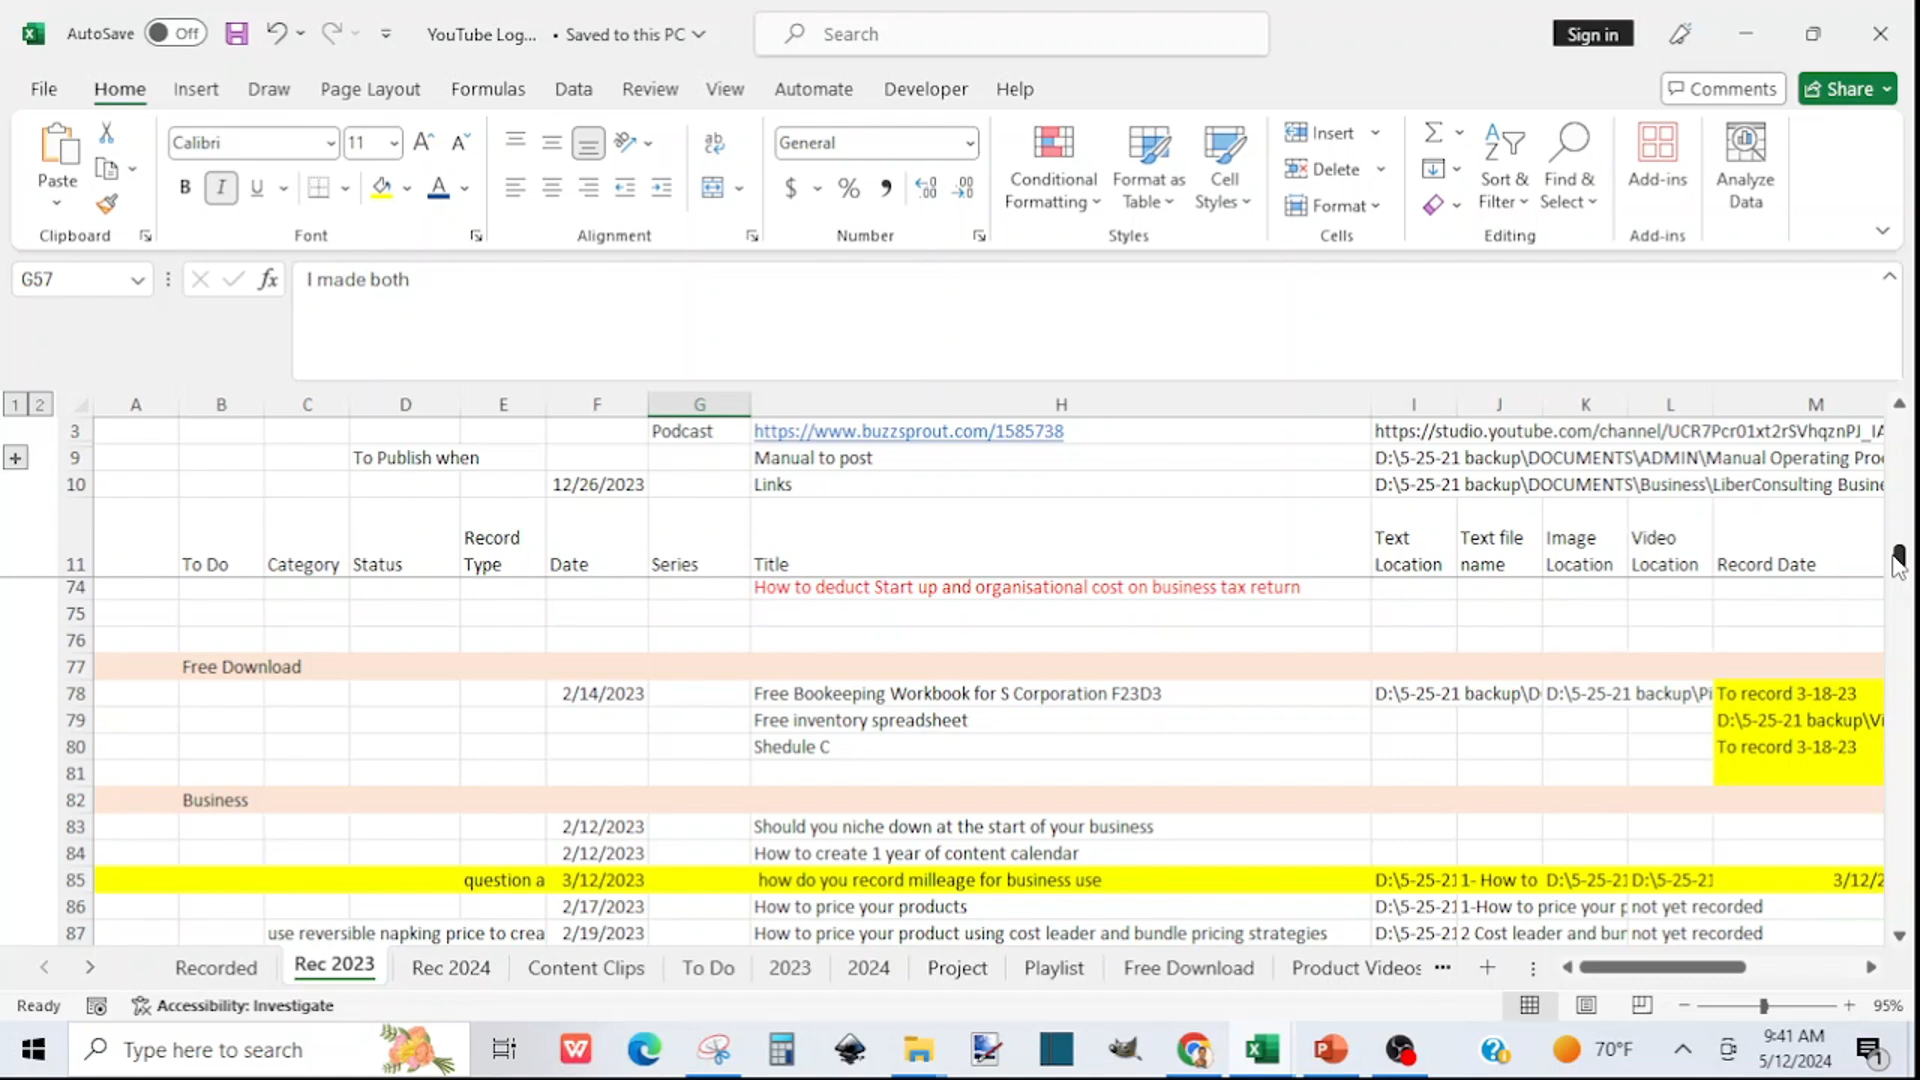 AutoSave Off YouTube Log... • Saved to this PC Search Sign in
File Home Insert Draw Page Layout Formulas Data Review View Automate Developer Help Comments Share
Paste
Calibri 11
B I U
General
$ %
Conditional
Formatting
Format as
Table
Cell
Styles
Insert
Delete
Format
Sort &
Filter
Find &
Select
Add-ins
Analyze
Data
Clipboard Font Alignment Number Styles Cells Editing Add-ins
G57 fx I made both
1 2 A B C D E F G H I J K L M
3 Podcast https://www.buzzsprout.com/1585738 https://studio.youtube.com/channel/UCR7Pcr01xt2rSVhqznPJ_IA
9 To Publish when Manual to post D:\5-25-21 backup\DOCUMENTS\ADMIN\Manual Operating Pro
10 12/26/2023 Links D:\5-25-21 backup\DOCUMENTS\Business\LiberConsulting Busine
Record Text Text file Image Video
11 To Do Category Status Type Date Series Title Location name Location Location Record Date
74 How to deduct Start up and organisational cost on business tax return
75
76
77 Free Download
78 2/14/2023 Free Bookeeping Workbook for S Corporation F23D3 D:\5-25-21 backup\D D:\5-25-21 backup\Pi To record 3-18-23
79 Free inventory spreadsheet D:\5-25-21 backup\Vi
80 Shedule C To record 3-18-23
81
82 Business
83 2/12/2023 Should you niche down at the start of your business
84 2/12/2023 How to create 1 year of content calendar
85 question a 3/12/2023 how do you record milleage for business use D:\5-25-21 1- How to D:\5-25-21 D:\5-25-21 3/12/2
86 2/17/2023 How to price your products D:\5-25-21 1-How to price your p not yet recorded
87 use reversible napking price to crea 2/19/2023 How to price your product using cost leader and bundle pricing strategies D:\5-25-21 2 Cost leader and bun not yet recorded
Recorded Rec 2023 Rec 2024 Content Clips To Do 2023 2024 Project Playlist Free Download Product Videos ...
Ready Accessibility: Investigate 95%
Type here to search 70°F 9:41 AM
5/12/2024 1